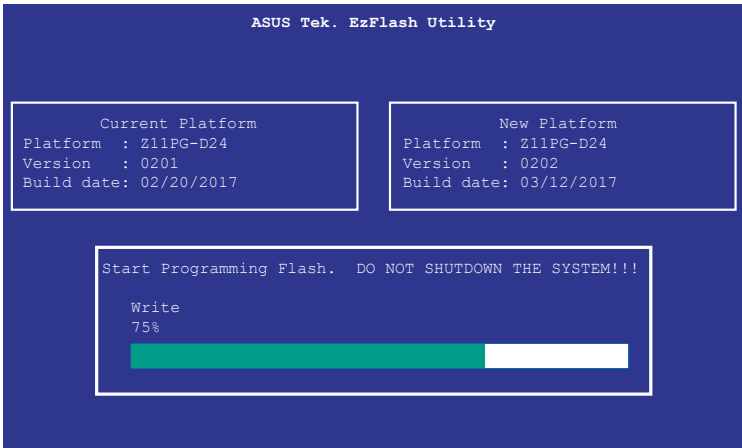 ASUS Tek. EzFlash Utility
Current Platform
Platform : Z11PG-D24
Version : 0201
Build date: 02/20/2017
New Platform
Platform : Z11PG-D24
Version : 0202
Build date: 03/12/2017
Start Programming Flash. DO NOT SHUTDOWN THE SYSTEM!!!
Write
75%